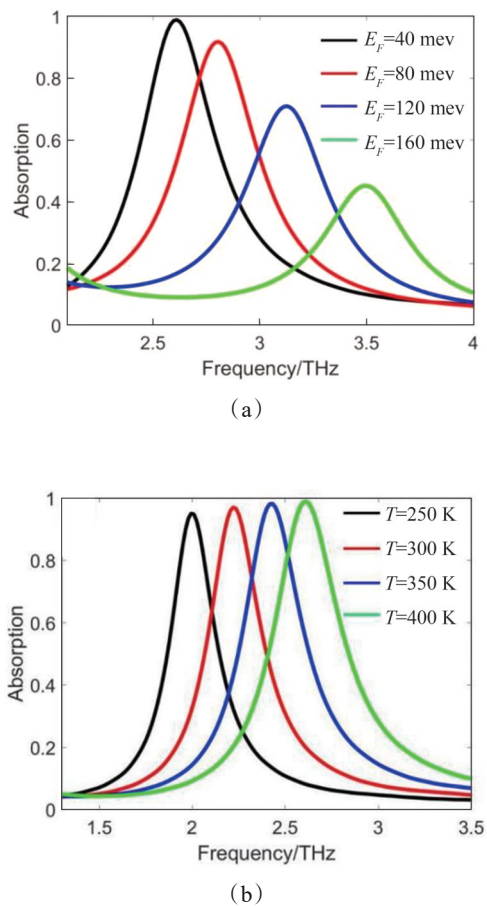 1
E_F=40 mev
0.8
E_F=80 mev
E_F=120 mev
0.6
E_F=160 mev
Absorption
0.4
0.2
0
2.5 3 3.5 4
Frequency/THz
（a）
1
T=250 K
0.8
T=300 K
T=350 K
0.6
T=400 K
Absorption
0.4
0.2
0
1.5 2 2.5 3 3.5
Frequency/THz
（b）